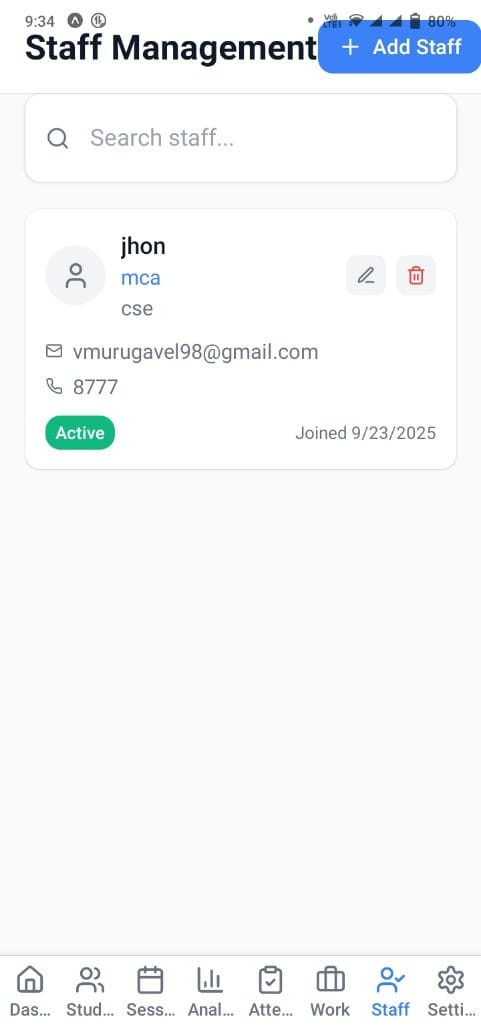 9:34 80%
Staff Management + Add Staff
Search staff...
jhon
mca
cse
vmurugavel98@gmail.com
8777
Active Joined 9/23/2025
Das... Stud... Sess... Anal... Atte... Work Staff Setti...